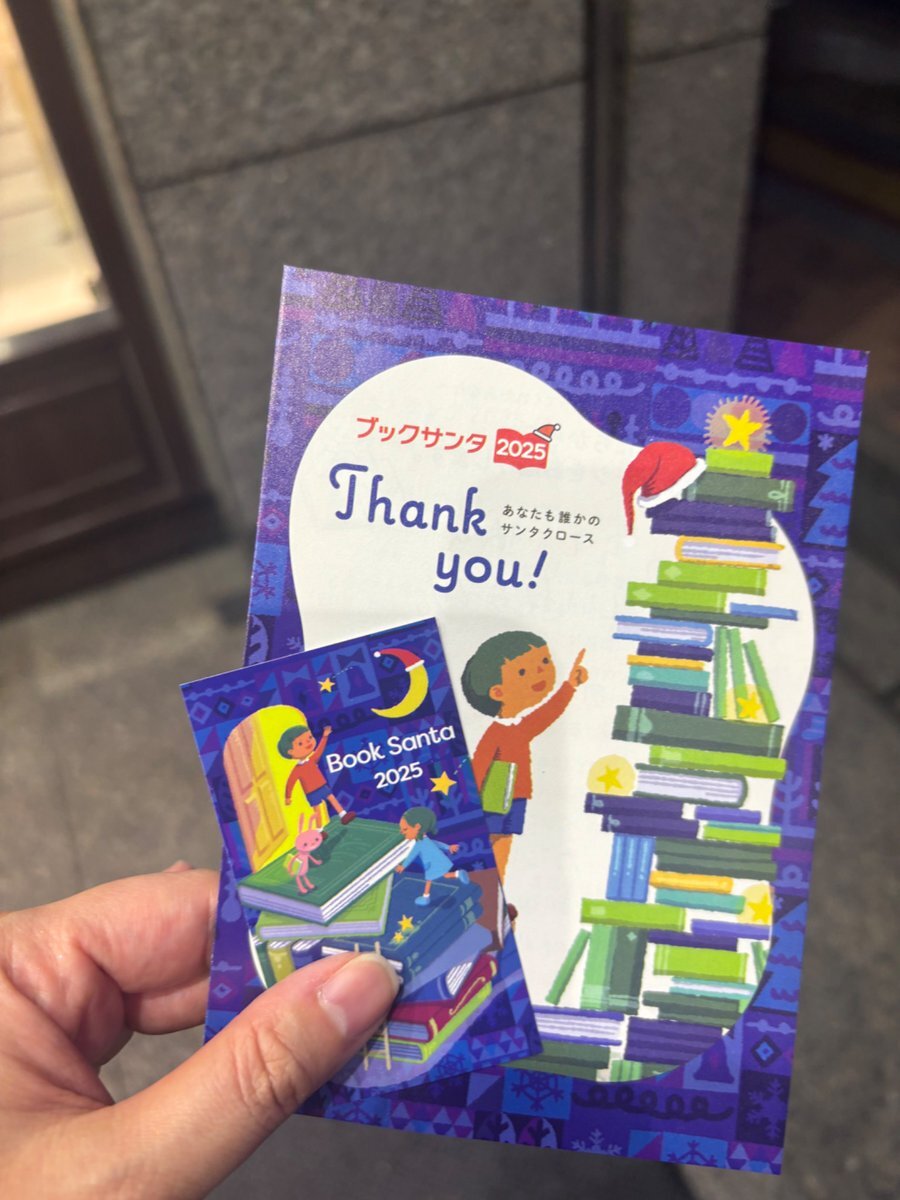 ブックサンタ 2025
Thank you!
あなたも誰かの
サンタクロース
Book Santa
2025